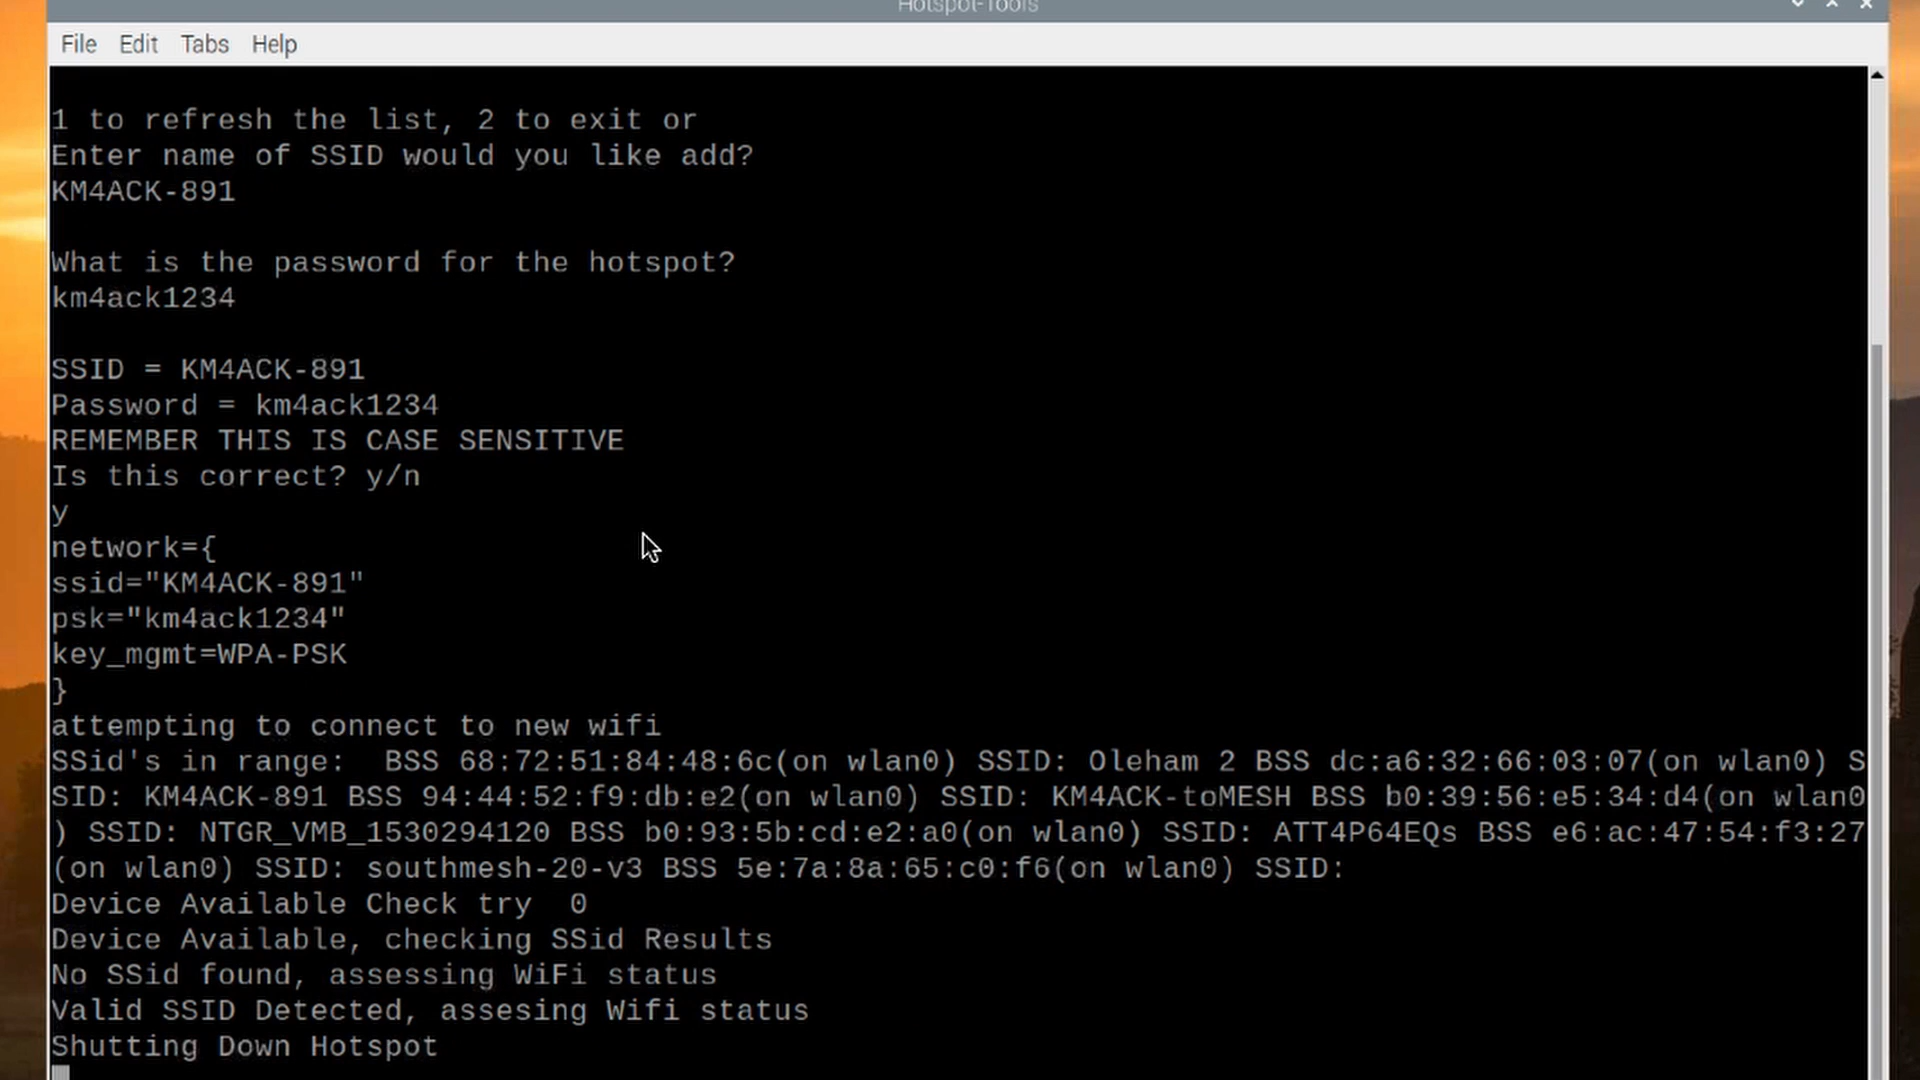 Hotspot-Tools
File Edit Tabs Help
1 to refresh the list, 2 to exit or
Enter name of SSID would you like add?
KM4ACK-891
What is the password for the hotspot?
km4ack1234
SSID = KM4ACK-891
Password = km4ack1234
REMEMBER THIS IS CASE SENSITIVE
Is this correct? y/n
y
network={
ssid="KM4ACK-891"
psk="km4ack1234"
key_mgmt=WPA-PSK
}
attempting to connect to new wifi
SSid's in range:  BSS 68:72:51:84:48:6c(on wlan0) SSID: Oleham 2 BSS dc:a6:32:66:03:07(on wlan0) S
SID: KM4ACK-891 BSS 94:44:52:f9:db:e2(on wlan0) SSID: KM4ACK-toMESH BSS b0:39:56:e5:34:d4(on wlan0
) SSID: NTGR_VMB_1530294120 BSS b0:93:5b:cd:e2:a0(on wlan0) SSID: ATT4P64EQs BSS e6:ac:47:54:f3:27
(on wlan0) SSID: southmesh-20-v3 BSS 5e:7a:8a:65:c0:f6(on wlan0) SSID:
Device Available Check try  0
Device Available, checking SSid Results
No SSid found, assessing WiFi status
Valid SSID Detected, assesing Wifi status
Shutting Down Hotspot